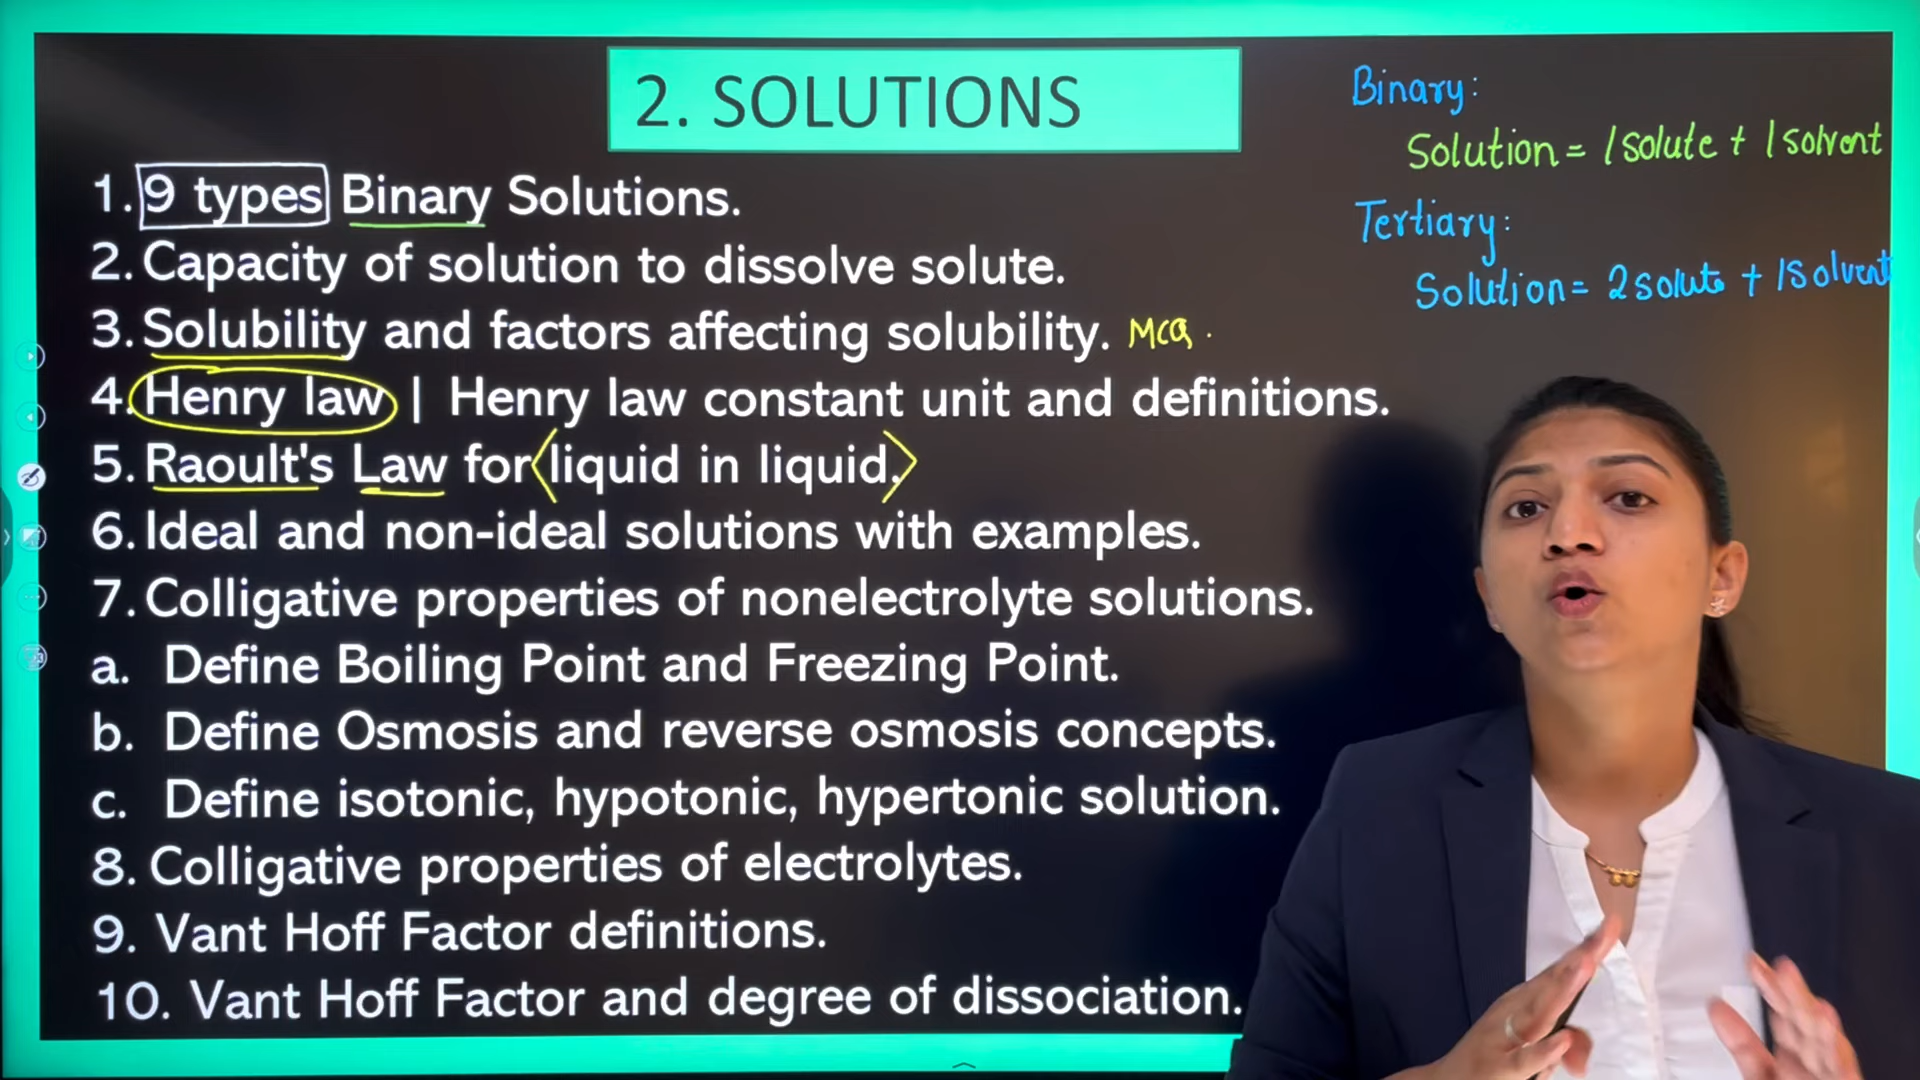 2. SOLUTIONS
1. 9 types Binary Solutions.
2. Capacity of solution to dissolve solute.
3. Solubility and factors affecting solubility. MCQ.
4. Henry law | Henry law constant unit and definitions.
5. Raoult's Law for <liquid in liquid.>
6. Ideal and non-ideal solutions with examples.
7. Colligative properties of nonelectrolyte solutions.
a. Define Boiling Point and Freezing Point.
b. Define Osmosis and reverse osmosis concepts.
c. Define isotonic, hypotonic, hypertonic solution.
8. Colligative properties of electrolytes.
9. Vant Hoff Factor definitions.
10. Vant Hoff Factor and degree of dissociation.
Binary:
Solution = 1 solute + 1 solvent
Tertiary:
Solution = 2 solute + 1 solvent